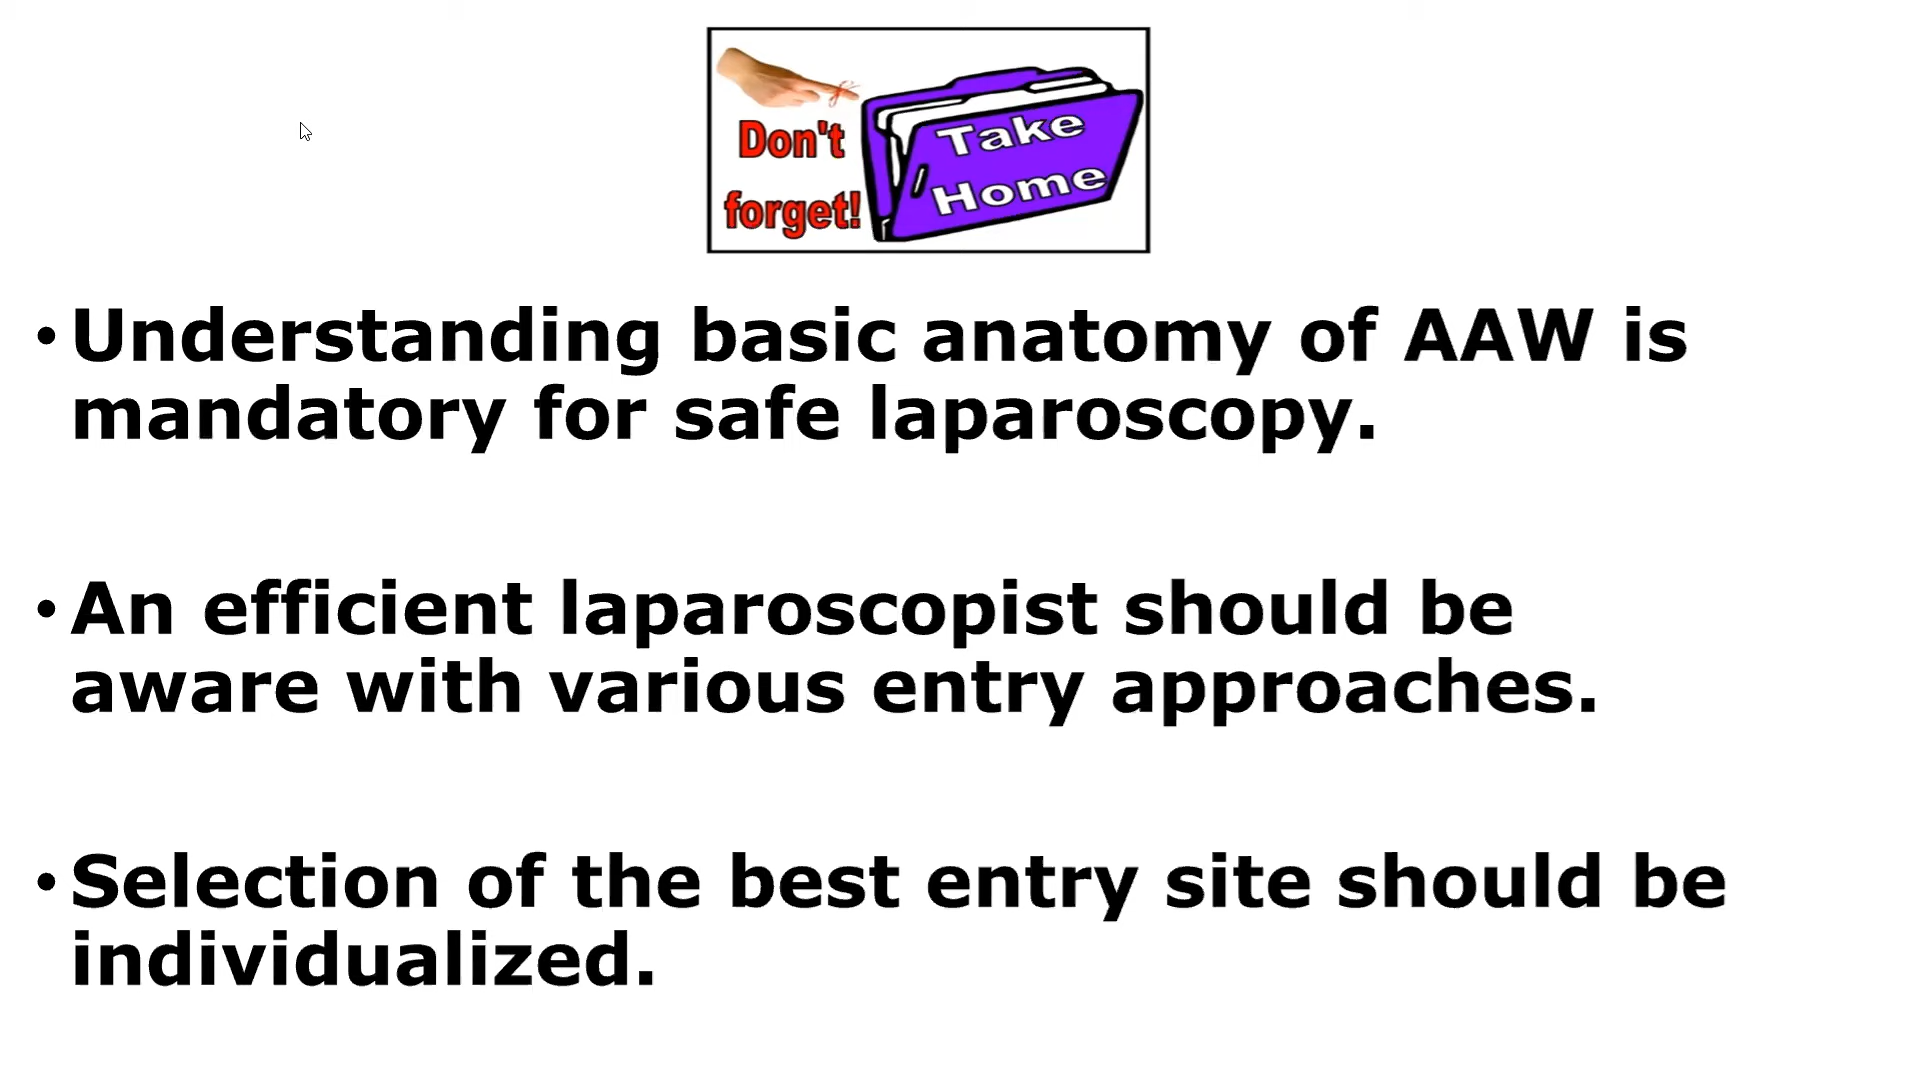 Don't
forget!
Take
Home
• Understanding basic anatomy of AAW is
mandatory for safe laparoscopy.
• An efficient laparoscopist should be
aware with various entry approaches.
• Selection of the best entry site should be
individualized.